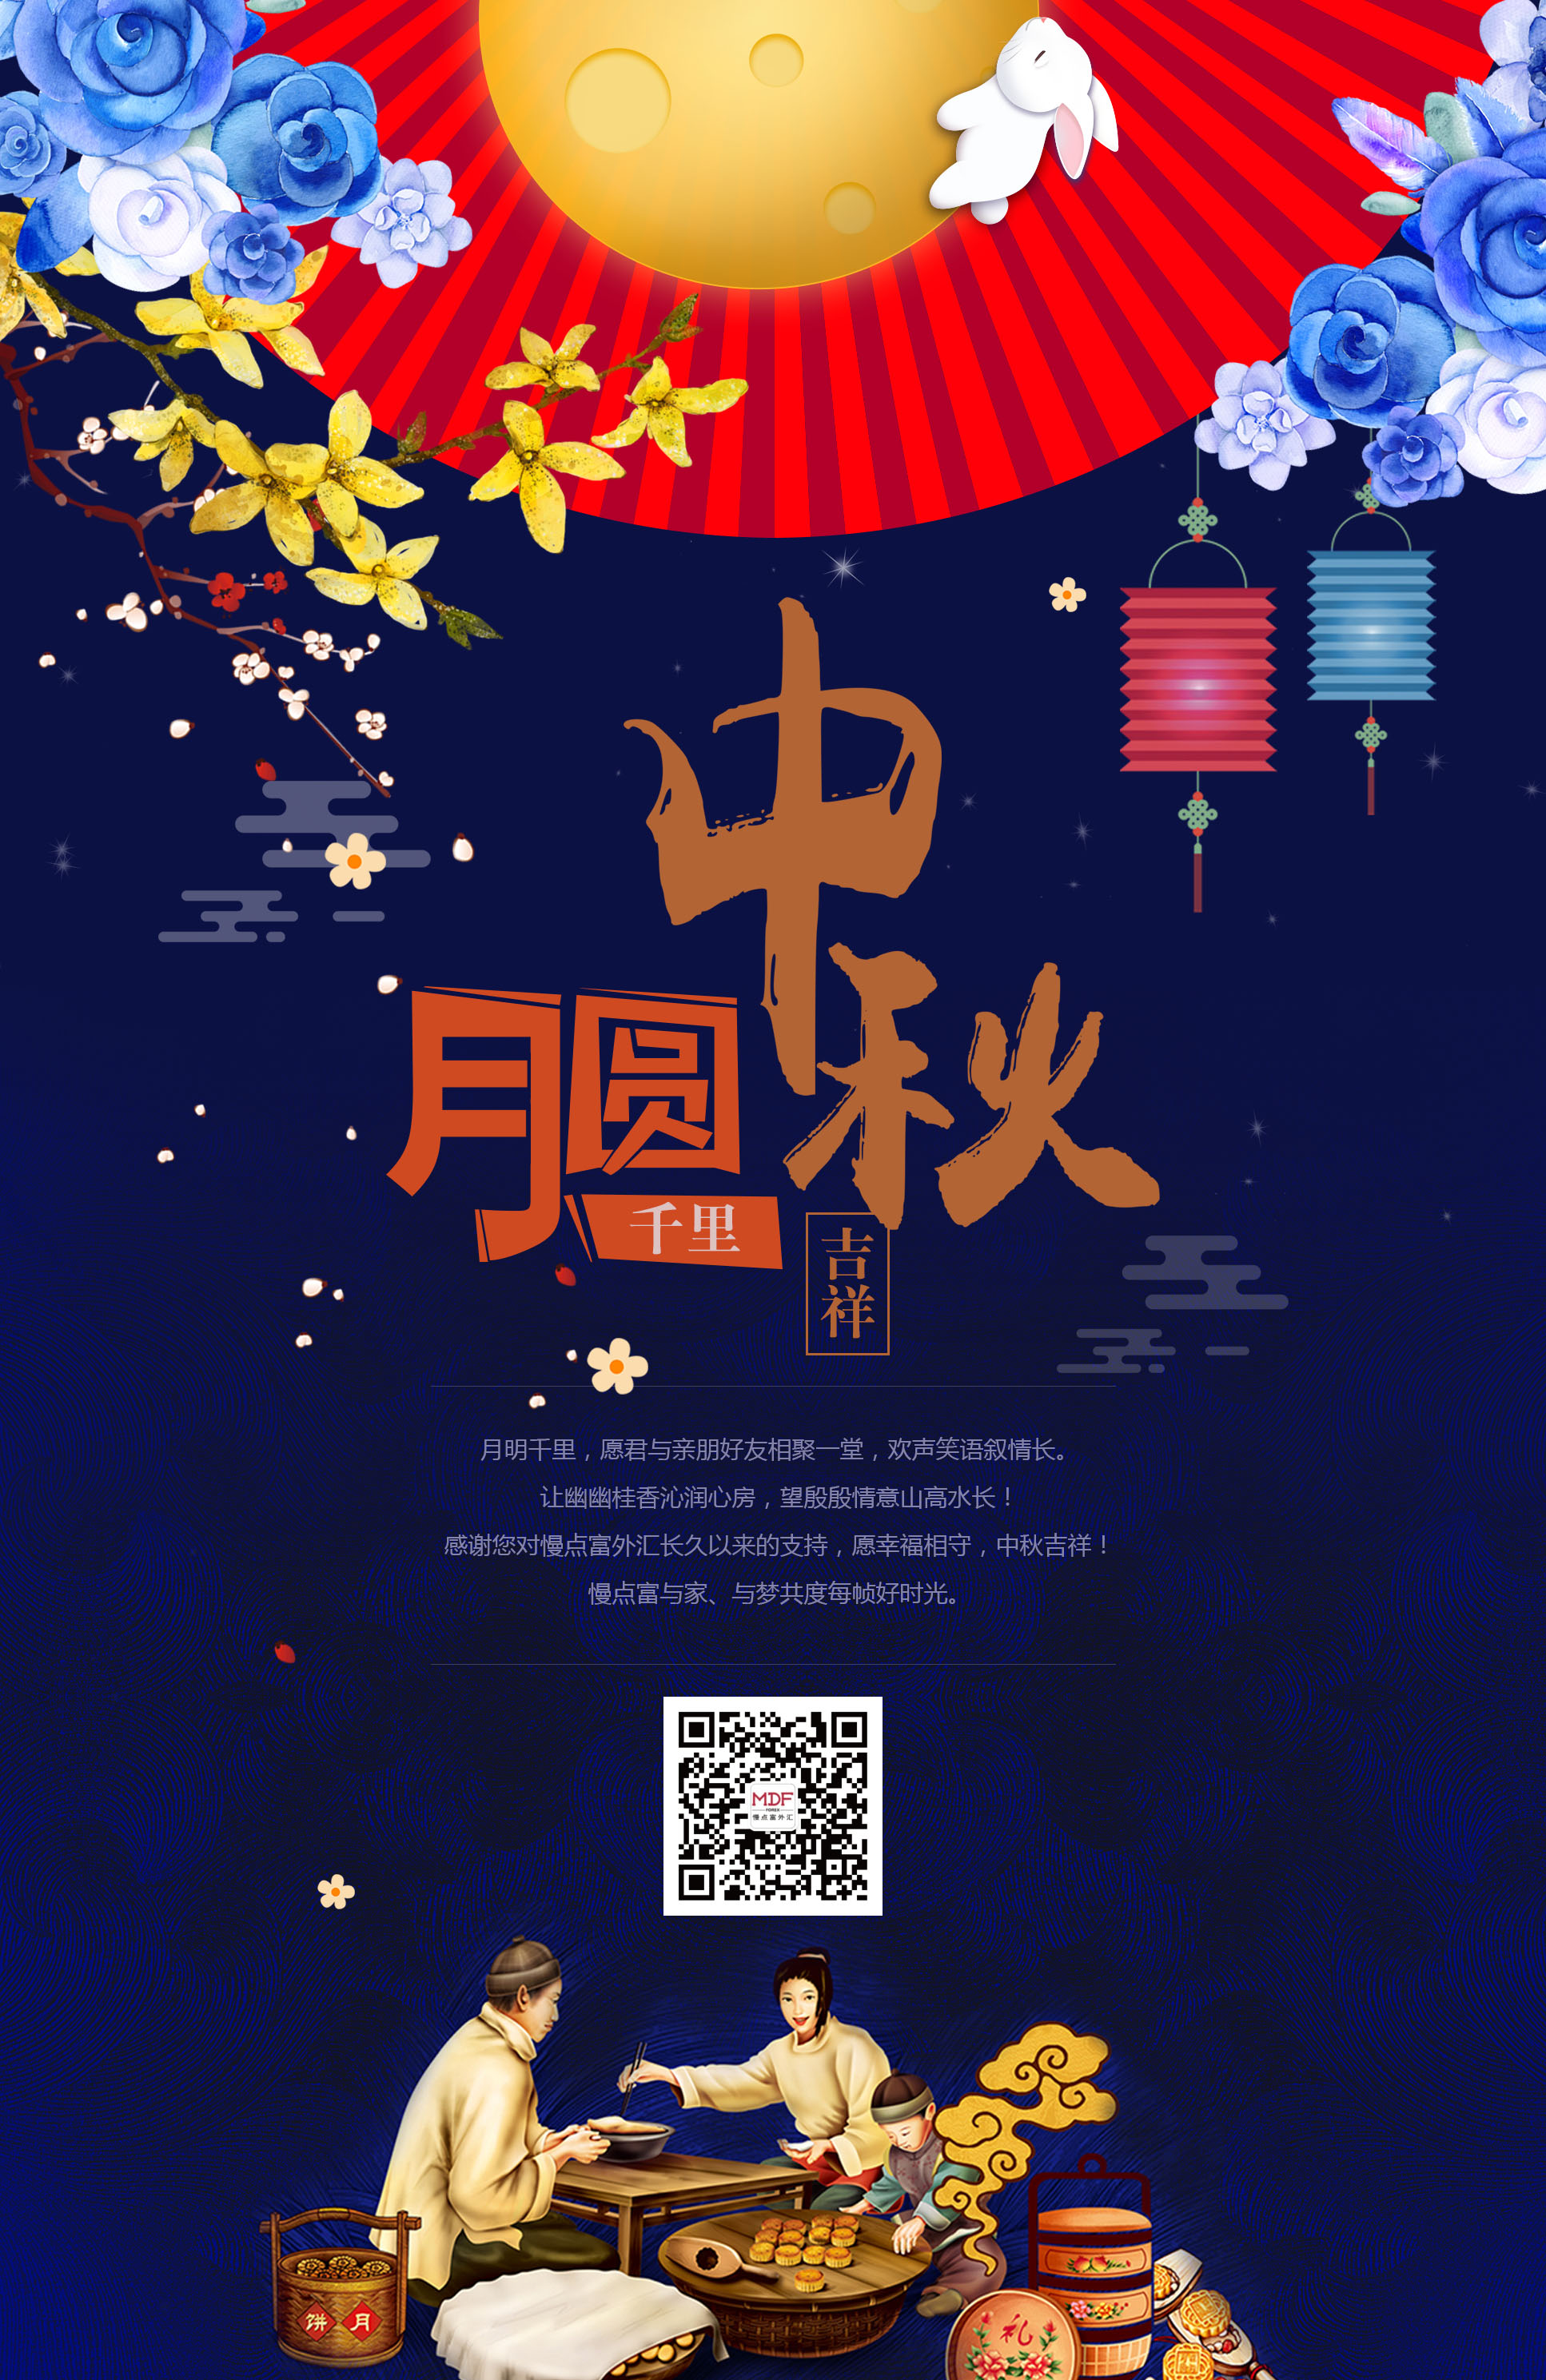 中秋
月圆
千里
吉祥
月明千里，愿君与亲朋好友相聚一堂，欢声笑语叙情长。
让幽幽桂香沁润心房，望殷殷情意山高水长！
感谢您对慢点富外汇长久以来的支持，愿幸福相守，中秋吉祥！
慢点富与家、与梦共度每帧好时光。
MDF
慢点富外汇
饼月
礼